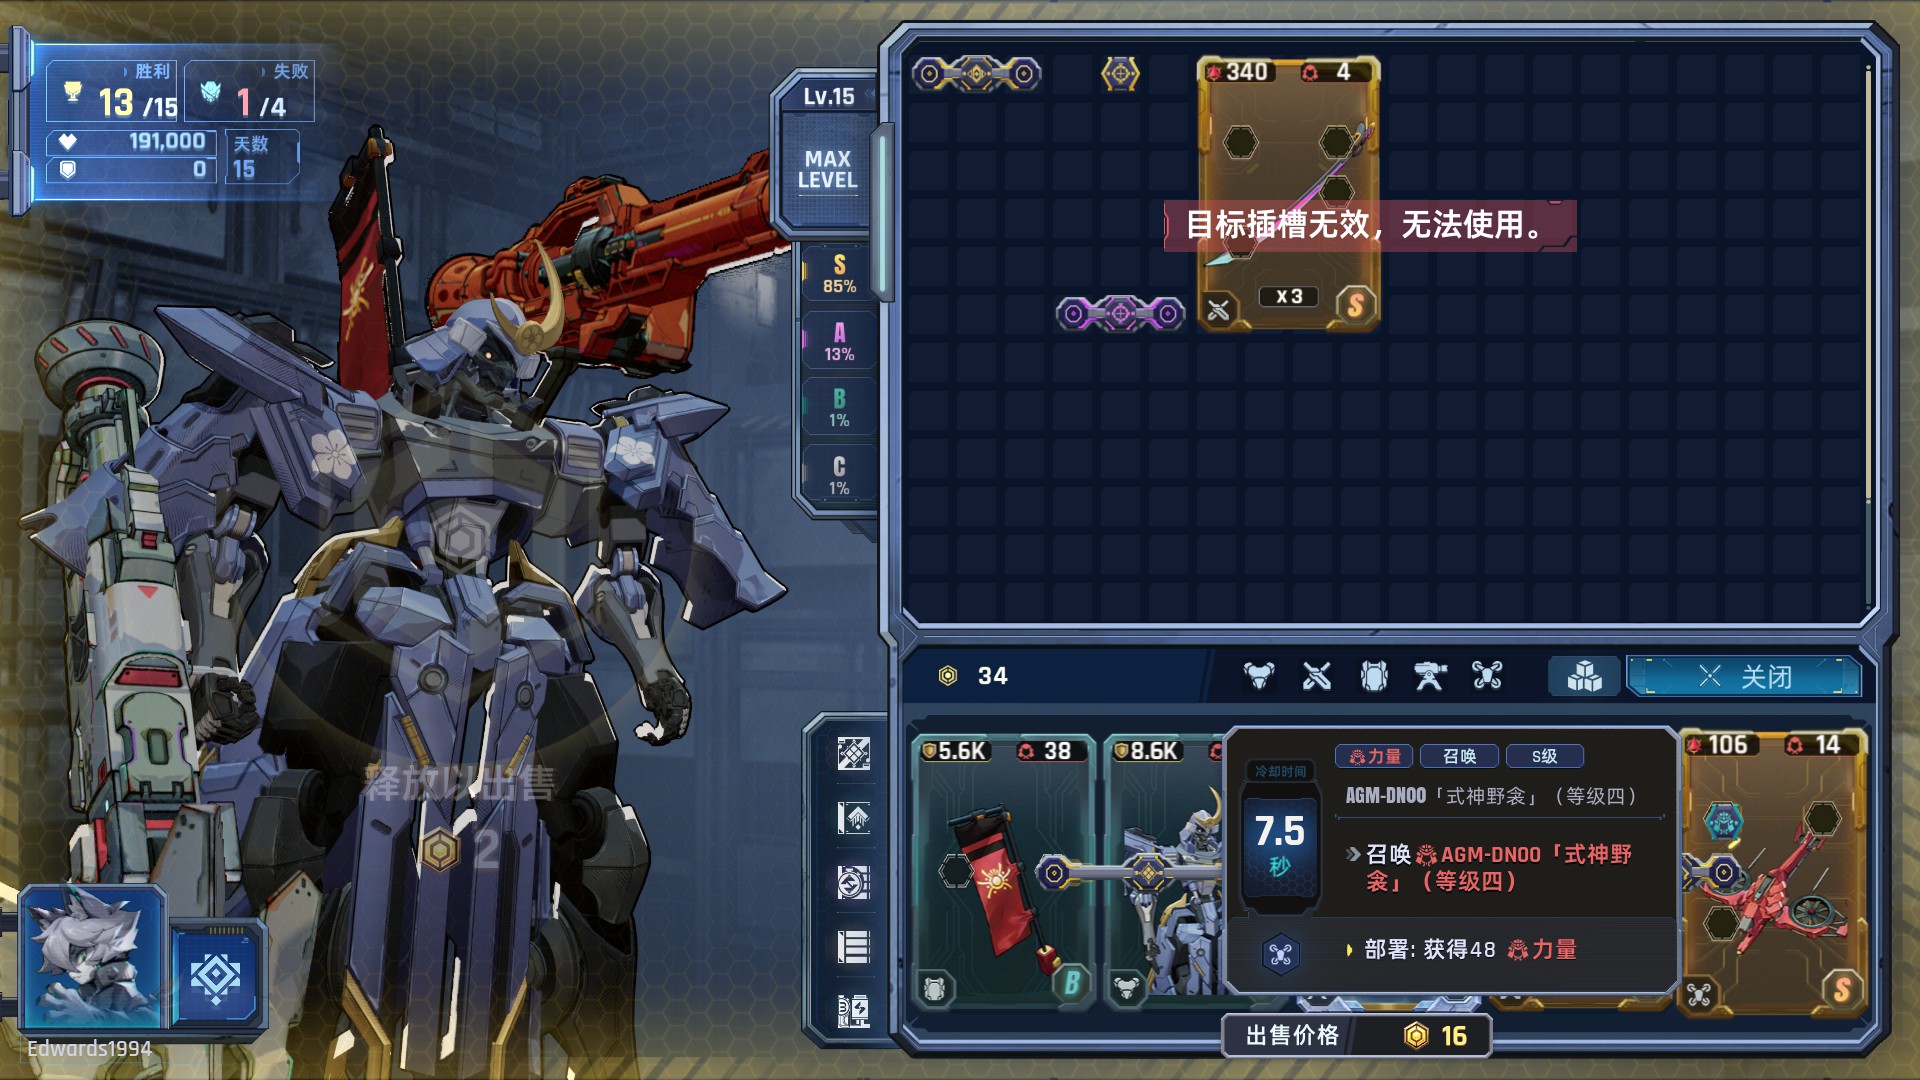 胜利
13 /15
失败
1 /4
191,000
0
天数
15
Lv.15
MAX
LEVEL
S
85%
A
13%
B
1%
C
1%
340
4
目标插槽无效，无法使用。
x3
S
34
关闭
释放以出售
2
5.6K
38
B
8.6K
冷却时间
7.5
秒
力量
召唤
S级
AGM-DN00「式神野衾」（等级四）
召唤 AGM-DN00「式神野
衾」（等级四）
部署: 获得48 力量
106
14
S
出售价格
16
Edwards1994